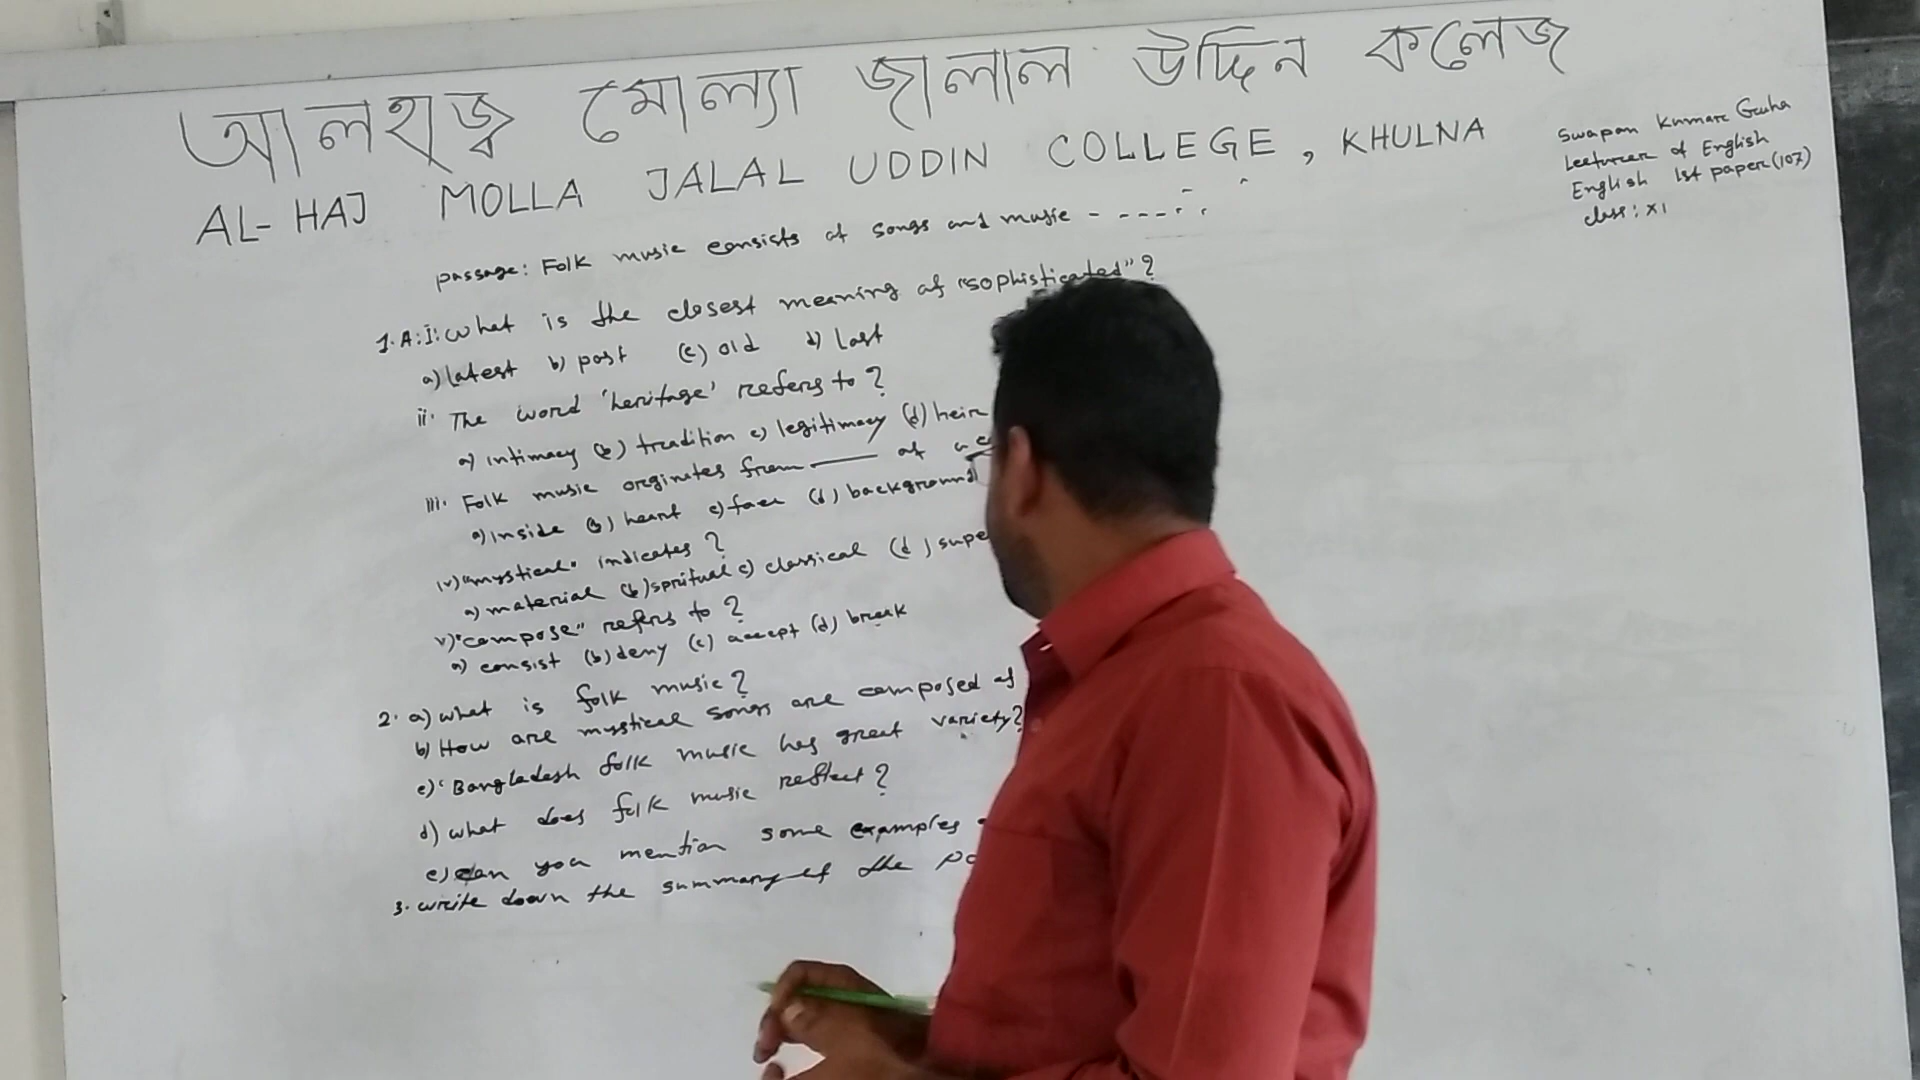 আলহাজ্ব মোল্যা জালাল উদ্দিন কলেজ
AL-HAJ MOLLA JALAL UDDIN COLLEGE, KHULNA
Swapan Kumar Guha
Lecturer of English
English 1st paper (107)
class: XI
passage: Folk music consists of songs and music - - - - - -
1. A: I: what is the closest meaning of "sophisticated"?
a) latest b) past (c) old d) last
ii. The word 'heritage' refers to?
a) intimacy (b) tradition c) legitimacy (d) heir
iii. Folk music orginates from ——— of a
a) inside (b) heart c) face (d) background
iv) "mystical" indicates?
a) material (b) spritual c) classical (d)
v) "compose" refers to?
a) consist (b) deny (c) accept (d) break
2. a) what is folk music?
b) How are mystical songs are composed of
c) 'Bangladesh folk music has great variety?
d) what does folk music reflect?
e) can you mention some examples
3. write down the summary of the